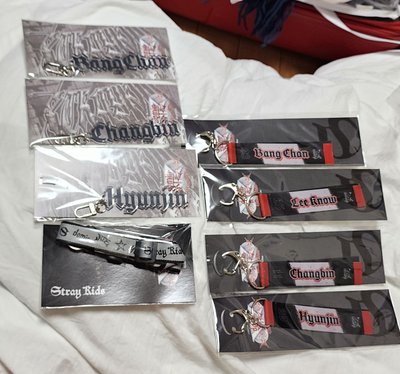 Bang Chan
Changbin
Hyunjin
Stray Kids
Stray Kids
Bang Chan
Lee Know
Changbin
Hyunjin